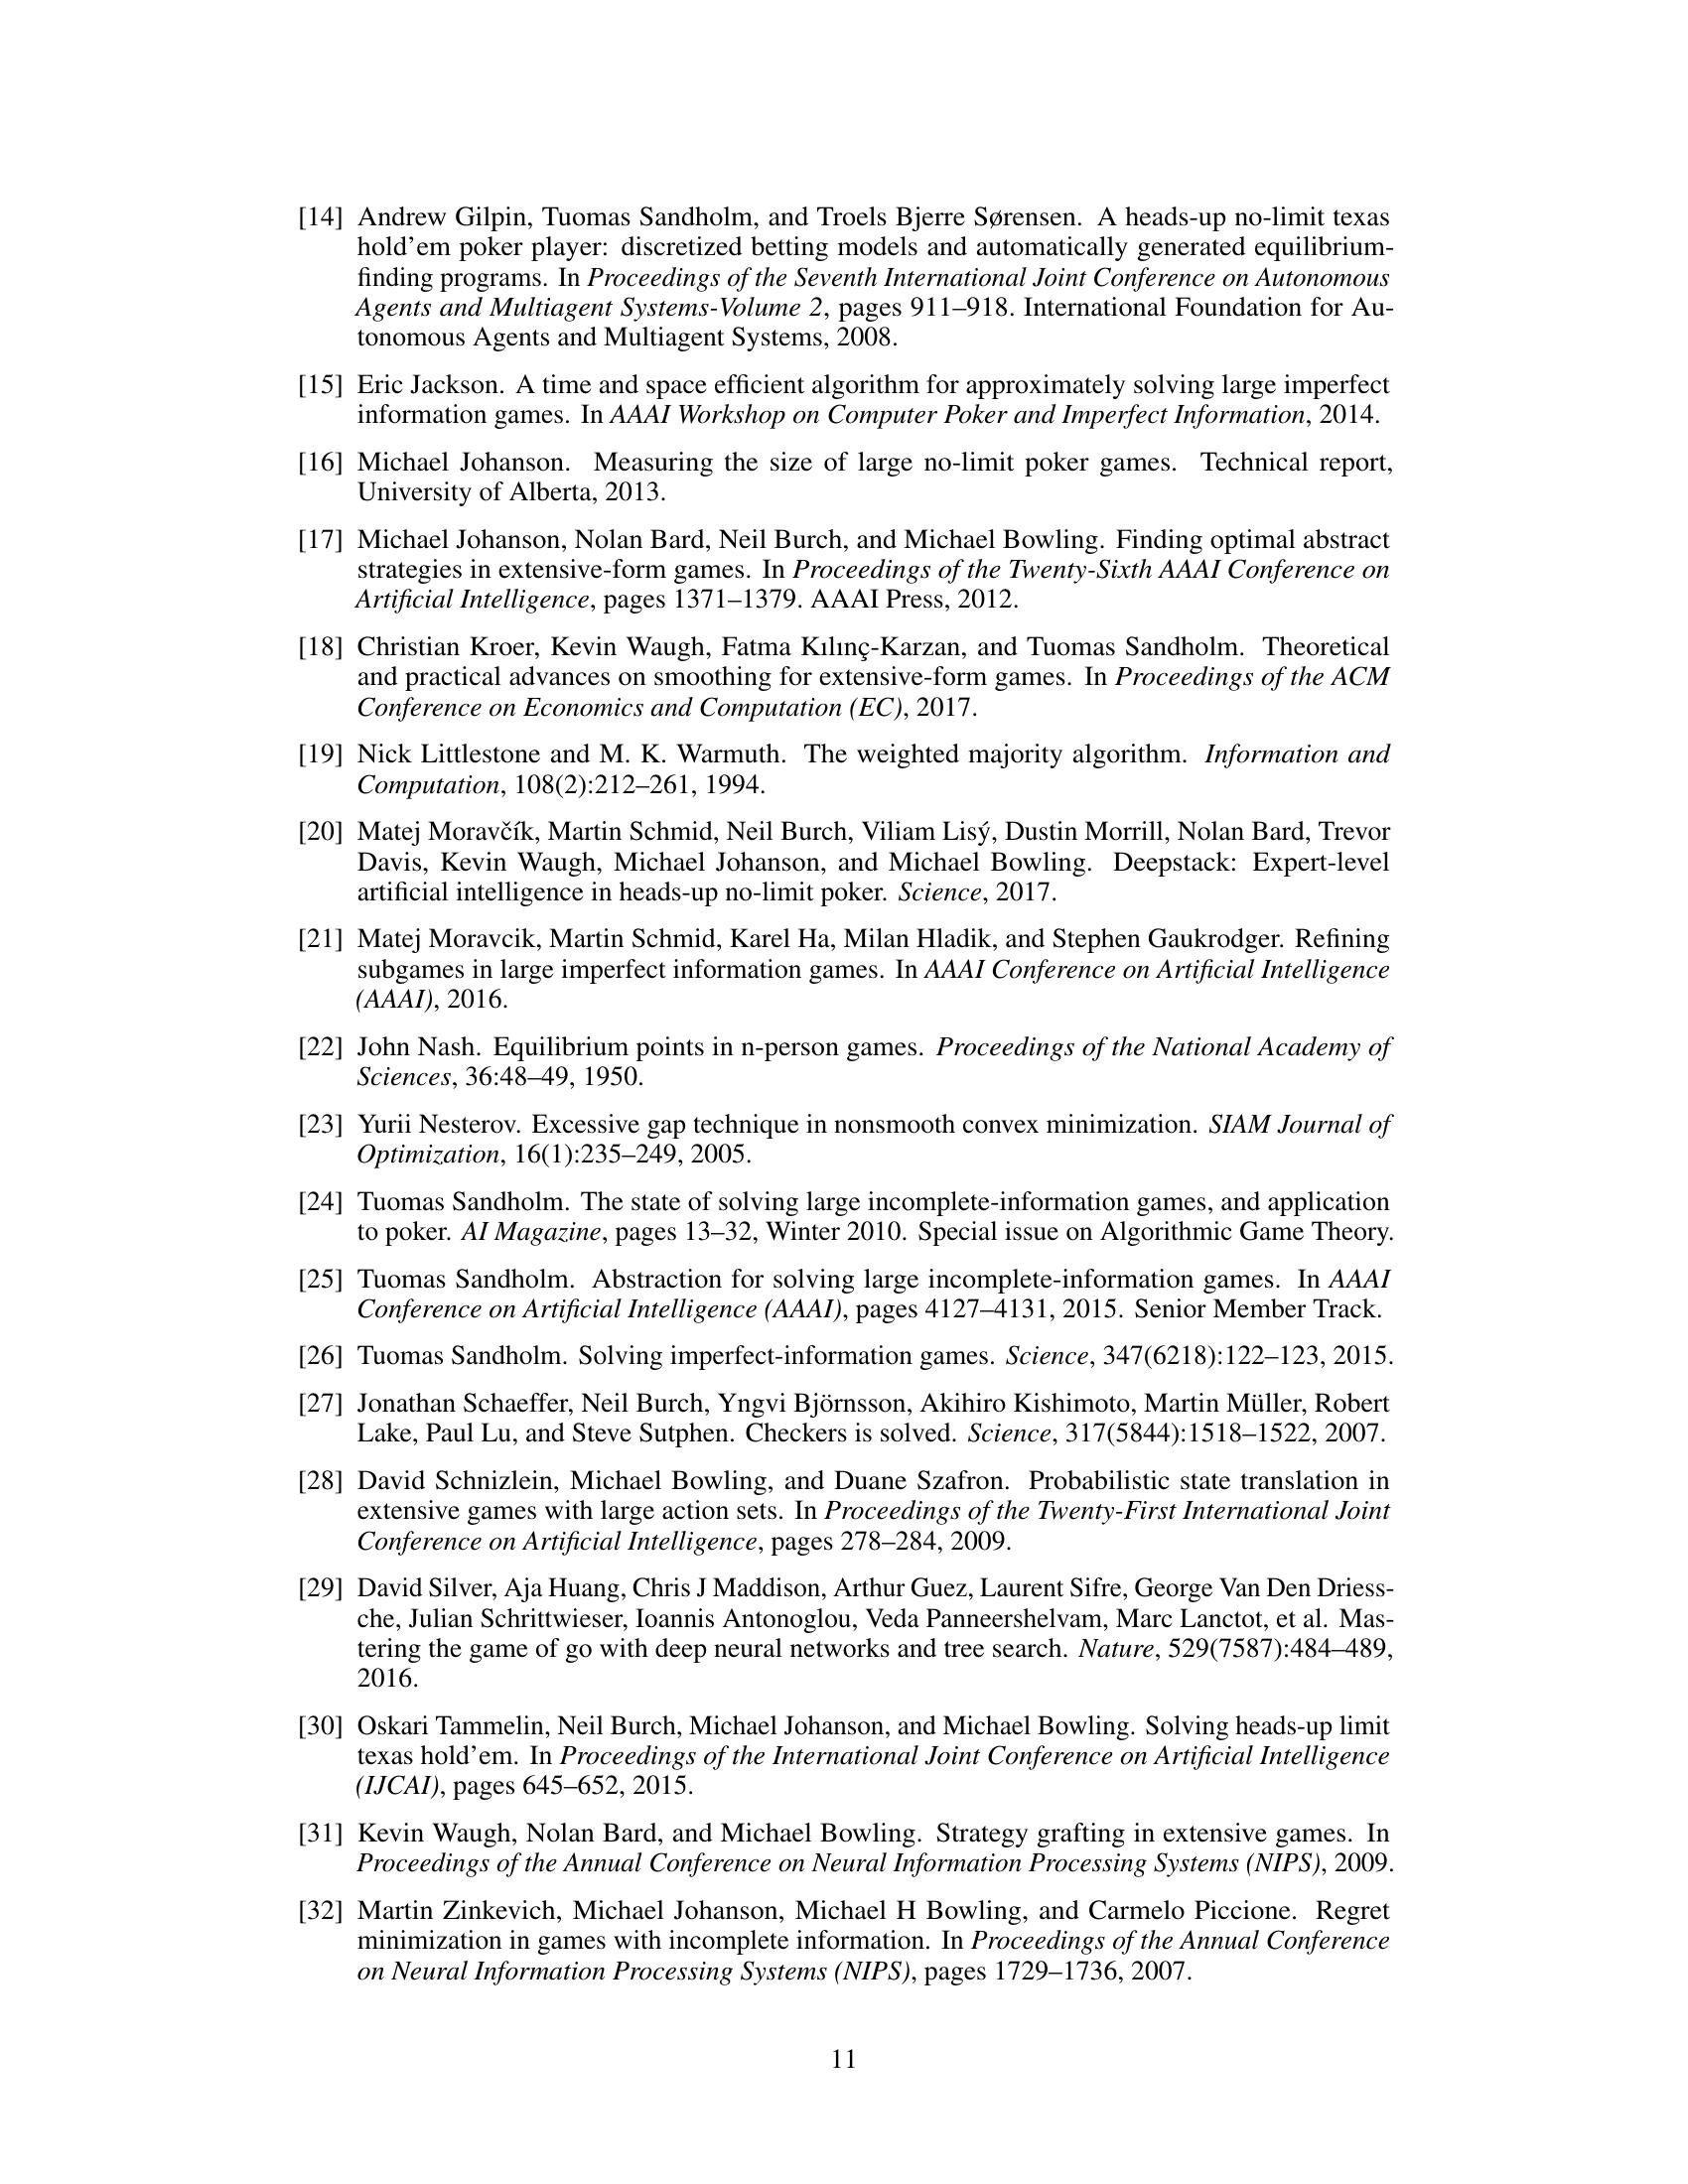 [14] Andrew Gilpin, Tuomas Sandholm, and Troels Bjerre Sørensen. A heads-up no-limit texas
hold'em poker player: discretized betting models and automatically generated equilibrium-
finding programs. In Proceedings of the Seventh International Joint Conference on Autonomous
Agents and Multiagent Systems-Volume 2, pages 911–918. International Foundation for Au-
tonomous Agents and Multiagent Systems, 2008.
[15] Eric Jackson. A time and space efficient algorithm for approximately solving large imperfect
information games. In AAAI Workshop on Computer Poker and Imperfect Information, 2014.
[16] Michael Johanson. Measuring the size of large no-limit poker games. Technical report,
University of Alberta, 2013.
[17] Michael Johanson, Nolan Bard, Neil Burch, and Michael Bowling. Finding optimal abstract
strategies in extensive-form games. In Proceedings of the Twenty-Sixth AAAI Conference on
Artificial Intelligence, pages 1371–1379. AAAI Press, 2012.
[18] Christian Kroer, Kevin Waugh, Fatma Kılınç-Karzan, and Tuomas Sandholm. Theoretical
and practical advances on smoothing for extensive-form games. In Proceedings of the ACM
Conference on Economics and Computation (EC), 2017.
[19] Nick Littlestone and M. K. Warmuth. The weighted majority algorithm. Information and
Computation, 108(2):212–261, 1994.
[20] Matej Moravčík, Martin Schmid, Neil Burch, Viliam Lisý, Dustin Morrill, Nolan Bard, Trevor
Davis, Kevin Waugh, Michael Johanson, and Michael Bowling. Deepstack: Expert-level
artificial intelligence in heads-up no-limit poker. Science, 2017.
[21] Matej Moravcik, Martin Schmid, Karel Ha, Milan Hladik, and Stephen Gaukrodger. Refining
subgames in large imperfect information games. In AAAI Conference on Artificial Intelligence
(AAAI), 2016.
[22] John Nash. Equilibrium points in n-person games. Proceedings of the National Academy of
Sciences, 36:48–49, 1950.
[23] Yurii Nesterov. Excessive gap technique in nonsmooth convex minimization. SIAM Journal of
Optimization, 16(1):235–249, 2005.
[24] Tuomas Sandholm. The state of solving large incomplete-information games, and application
to poker. AI Magazine, pages 13–32, Winter 2010. Special issue on Algorithmic Game Theory.
[25] Tuomas Sandholm. Abstraction for solving large incomplete-information games. In AAAI
Conference on Artificial Intelligence (AAAI), pages 4127–4131, 2015. Senior Member Track.
[26] Tuomas Sandholm. Solving imperfect-information games. Science, 347(6218):122–123, 2015.
[27] Jonathan Schaeffer, Neil Burch, Yngvi Björnsson, Akihiro Kishimoto, Martin Müller, Robert
Lake, Paul Lu, and Steve Sutphen. Checkers is solved. Science, 317(5844):1518–1522, 2007.
[28] David Schnizlein, Michael Bowling, and Duane Szafron. Probabilistic state translation in
extensive games with large action sets. In Proceedings of the Twenty-First International Joint
Conference on Artificial Intelligence, pages 278–284, 2009.
[29] David Silver, Aja Huang, Chris J Maddison, Arthur Guez, Laurent Sifre, George Van Den Driess-
che, Julian Schrittwieser, Ioannis Antonoglou, Veda Panneershelvam, Marc Lanctot, et al. Mas-
tering the game of go with deep neural networks and tree search. Nature, 529(7587):484–489,
2016.
[30] Oskari Tammelin, Neil Burch, Michael Johanson, and Michael Bowling. Solving heads-up limit
texas hold'em. In Proceedings of the International Joint Conference on Artificial Intelligence
(IJCAI), pages 645–652, 2015.
[31] Kevin Waugh, Nolan Bard, and Michael Bowling. Strategy grafting in extensive games. In
Proceedings of the Annual Conference on Neural Information Processing Systems (NIPS), 2009.
[32] Martin Zinkevich, Michael Johanson, Michael H Bowling, and Carmelo Piccione. Regret
minimization in games with incomplete information. In Proceedings of the Annual Conference
on Neural Information Processing Systems (NIPS), pages 1729–1736, 2007.
11